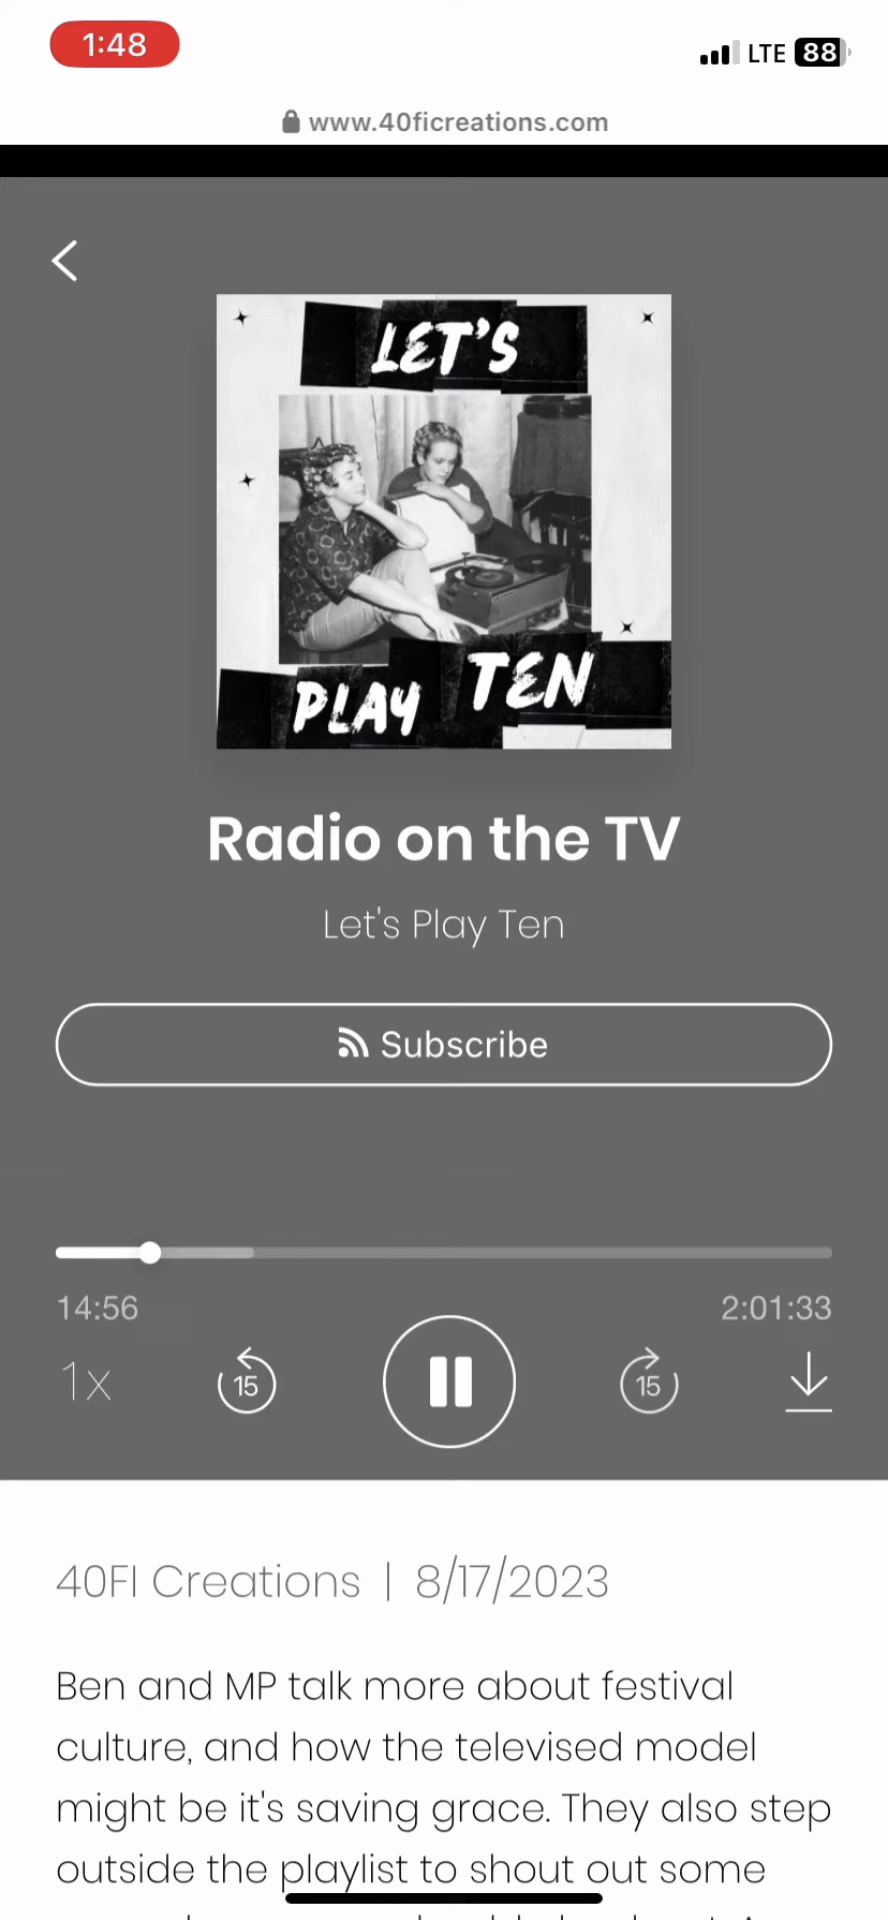 1:48
LTE 88
www.40ficreations.com
LET'S
PLAY TEN
Radio on the TV
Let's Play Ten
Subscribe
14:56
2:01:33
1x
15
15
40FI Creations | 8/17/2023
Ben and MP talk more about festival
culture, and how the televised model
might be it's saving grace. They also step
outside the playlist to shout out some